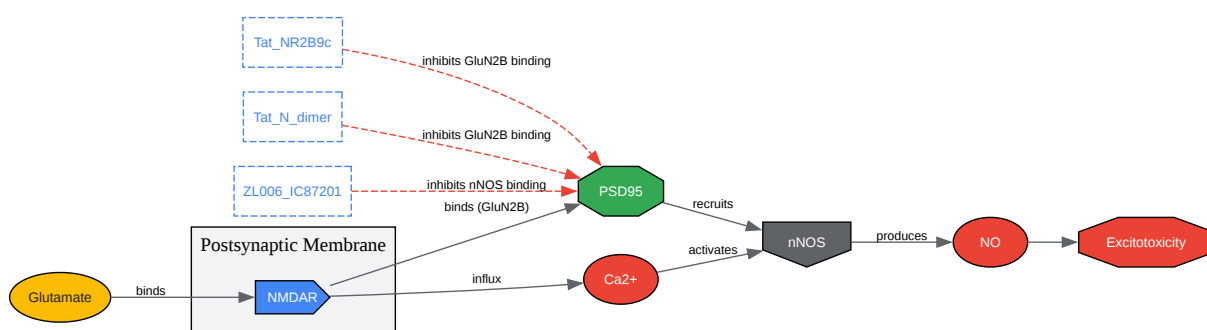 Tat_NR2B9c
inhibits GluN2B binding
Tat_N_dimer
inhibits GluN2B binding
ZL006_IC87201
inhibits nNOS binding
PSD95
binds (GluN2B)
recruits
Postsynaptic Membrane
nNOS
produces
NO
Excitotoxicity
activates
Glutamate
binds
NMDAR
influx
Ca2+